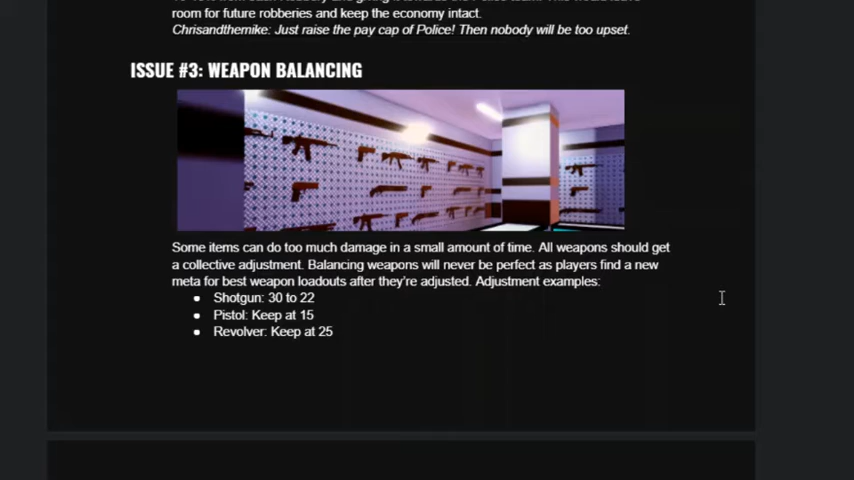 room for future robberies and keep the economy intact.
Chrisandthemike: Just raise the pay cap of Police! Then nobody will be too upset.
ISSUE #3: WEAPON BALANCING
Some items can do too much damage in a small amount of time. All weapons should get
a collective adjustment. Balancing weapons will never be perfect as players find a new
meta for best weapon loadouts after they're adjusted. Adjustment examples:
● Shotgun: 30 to 22
● Pistol: Keep at 15
● Revolver: Keep at 25